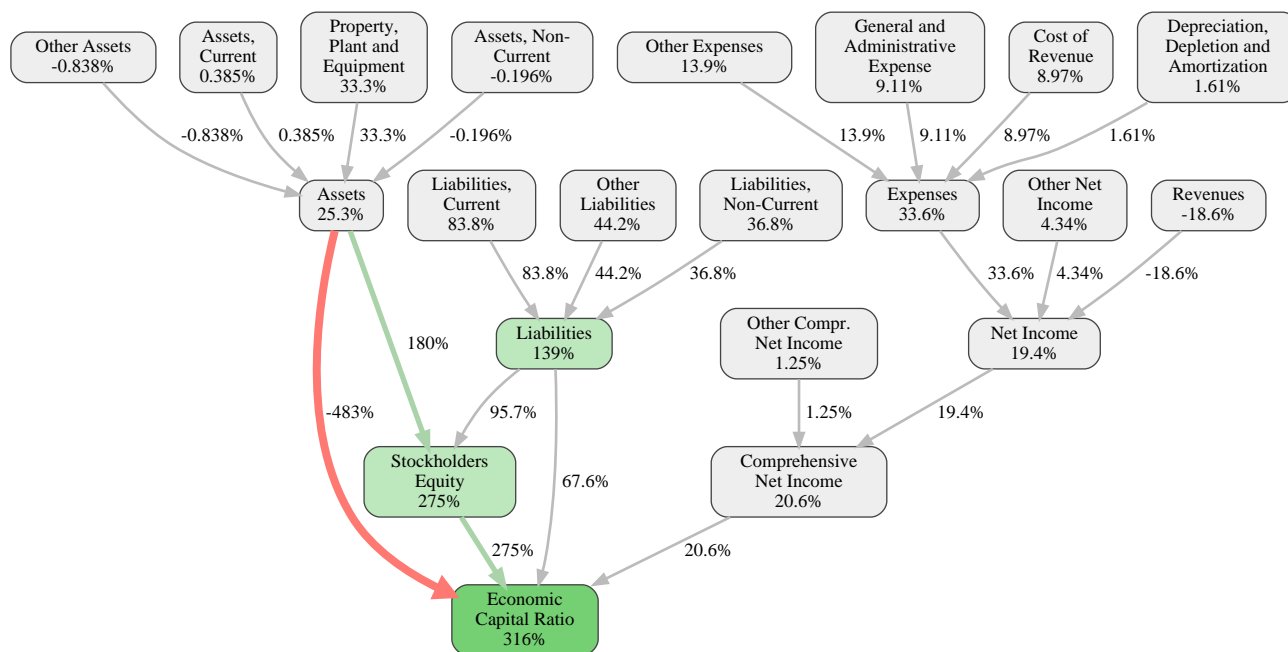 Other Assets
-0.838%
Assets,
Current
0.385%
Property,
Plant and
Equipment
33.3%
Assets, Non-
Current
-0.196%
Other Expenses
13.9%
General and
Administrative
Expense
9.11%
Cost of
Revenue
8.97%
Depreciation,
Depletion and
Amortization
1.61%
-0.838%
0.385%
33.3%
-0.196%
13.9%
9.11%
8.97%
1.61%
Assets
25.3%
Liabilities,
Current
83.8%
Other
Liabilities
44.2%
Liabilities,
Non-Current
36.8%
Expenses
33.6%
Other Net
Income
4.34%
Revenues
-18.6%
83.8%
44.2%
36.8%
33.6%
4.34%
-18.6%
180%
Liabilities
139%
Other Compr.
Net Income
1.25%
Net Income
19.4%
-483%
95.7%
1.25%
19.4%
Stockholders
Equity
275%
67.6%
Comprehensive
Net Income
20.6%
275%
20.6%
Economic
Capital Ratio
316%